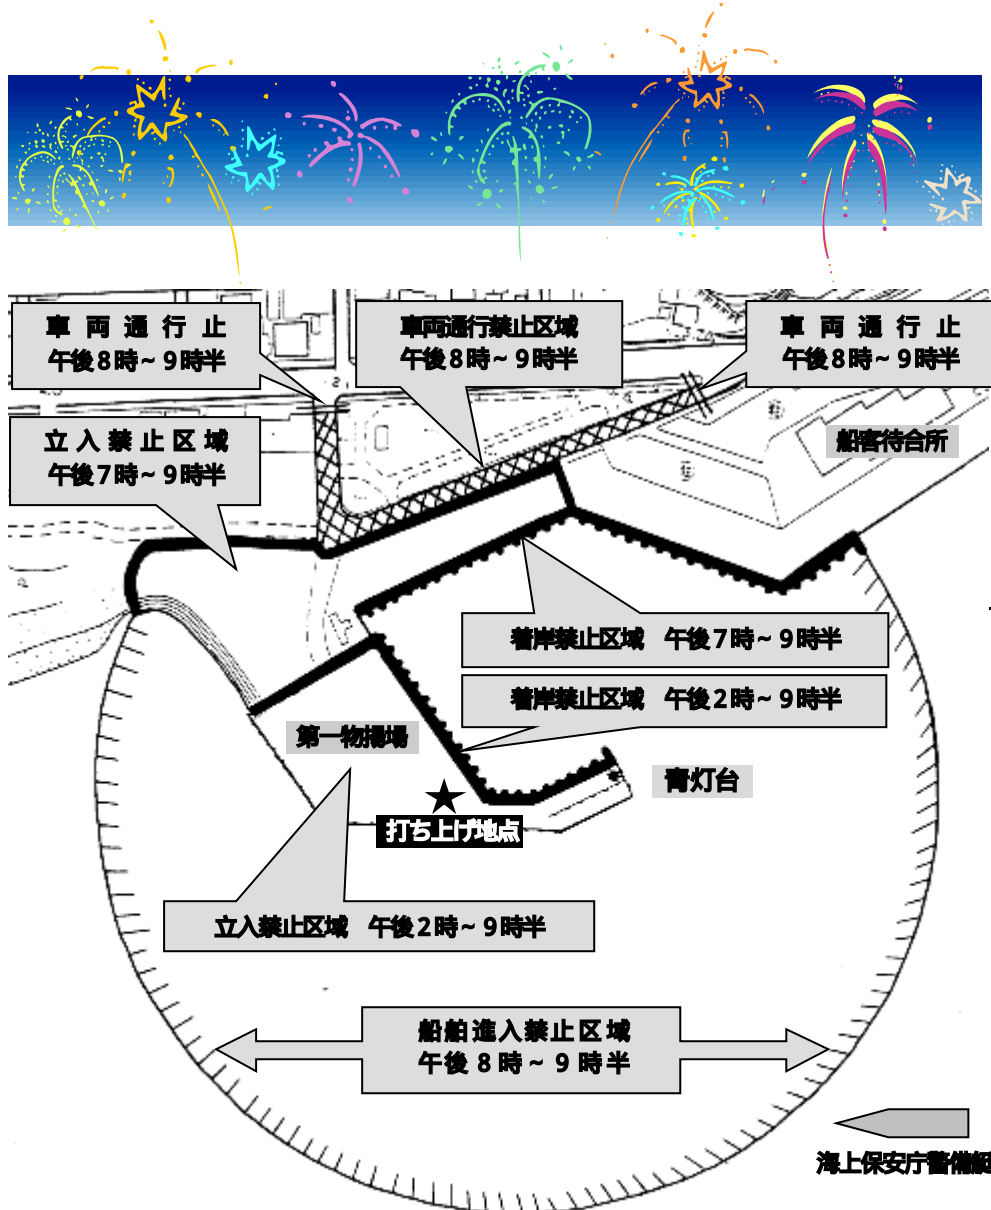 車両通行止
午後8時~9時半
車両通行禁止区域
午後8時~9時半
車両通行止
午後8時~9時半
立入禁止区域
午後7時~9時半
船客待合所
着岸禁止区域 午後7時~9時半
着岸禁止区域 午後2時~9時半
第一物揚場
青灯台
打ち上げ地点
立入禁止区域 午後2時~9時半
船舶進入禁止区域
午後8時~9時半
海上保安庁警備艇